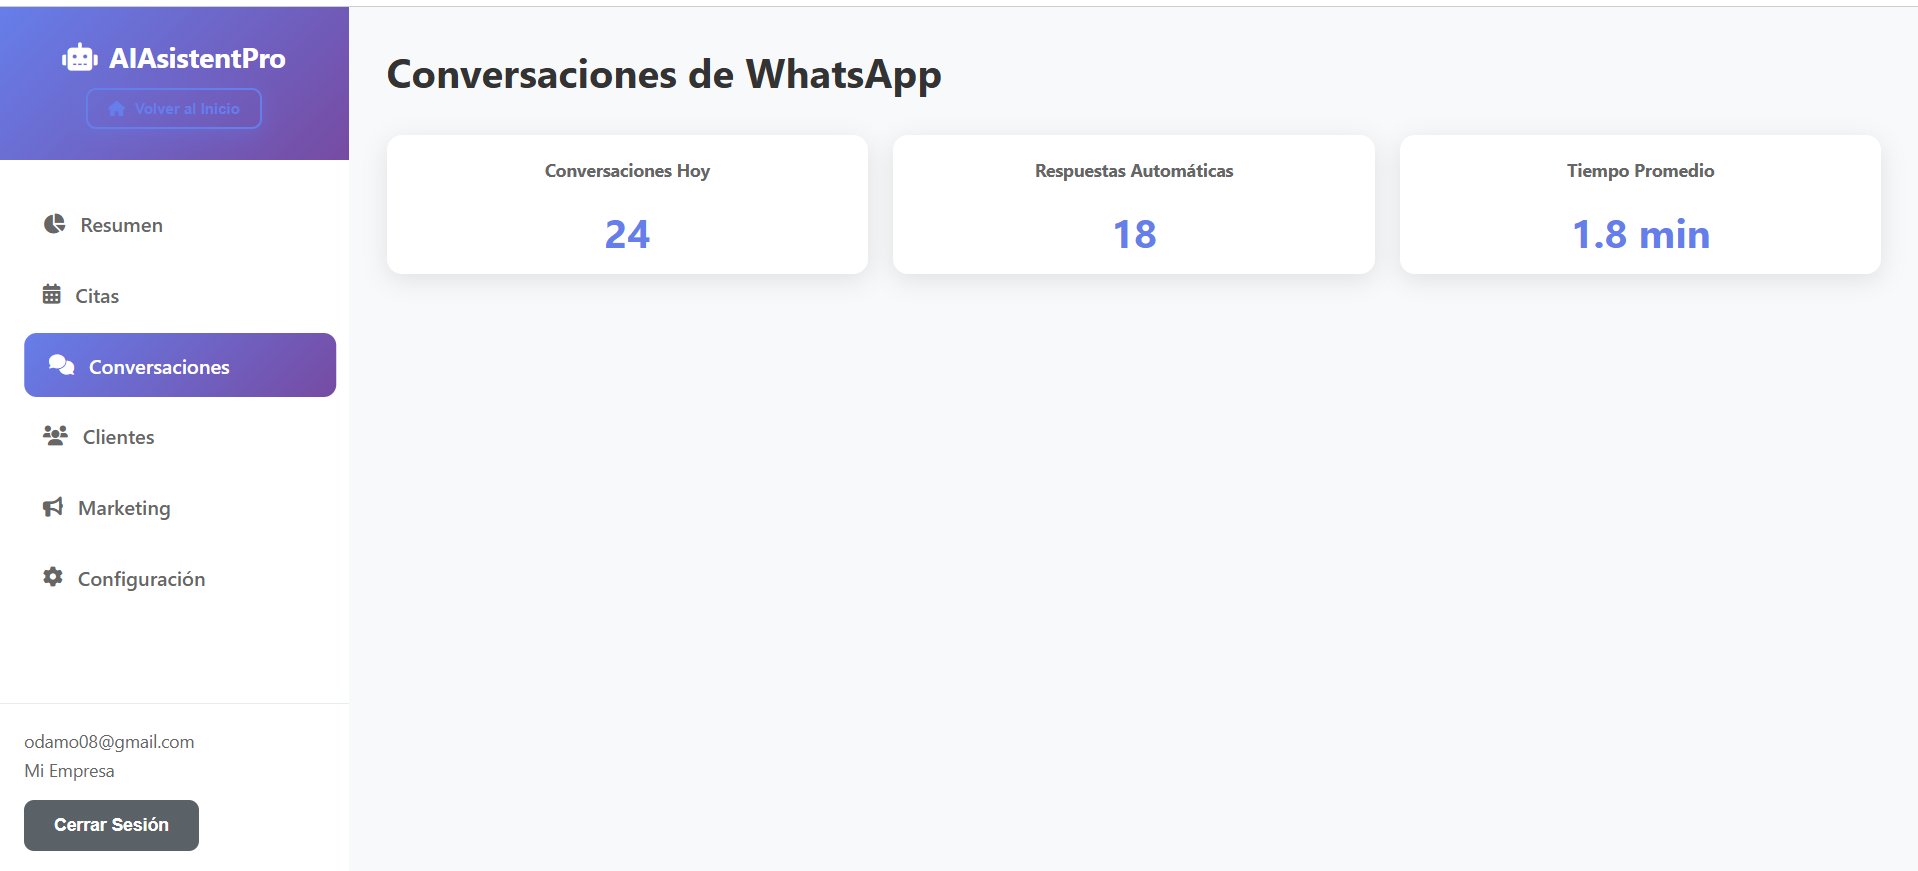 AIAsistentPro
Volver al Inicio
Resumen
Citas
Conversaciones
Clientes
Marketing
Configuración
odamo08@gmail.com
Mi Empresa
Cerrar Sesión
Conversaciones de WhatsApp
Conversaciones Hoy
24
Respuestas Automáticas
18
Tiempo Promedio
1.8 min